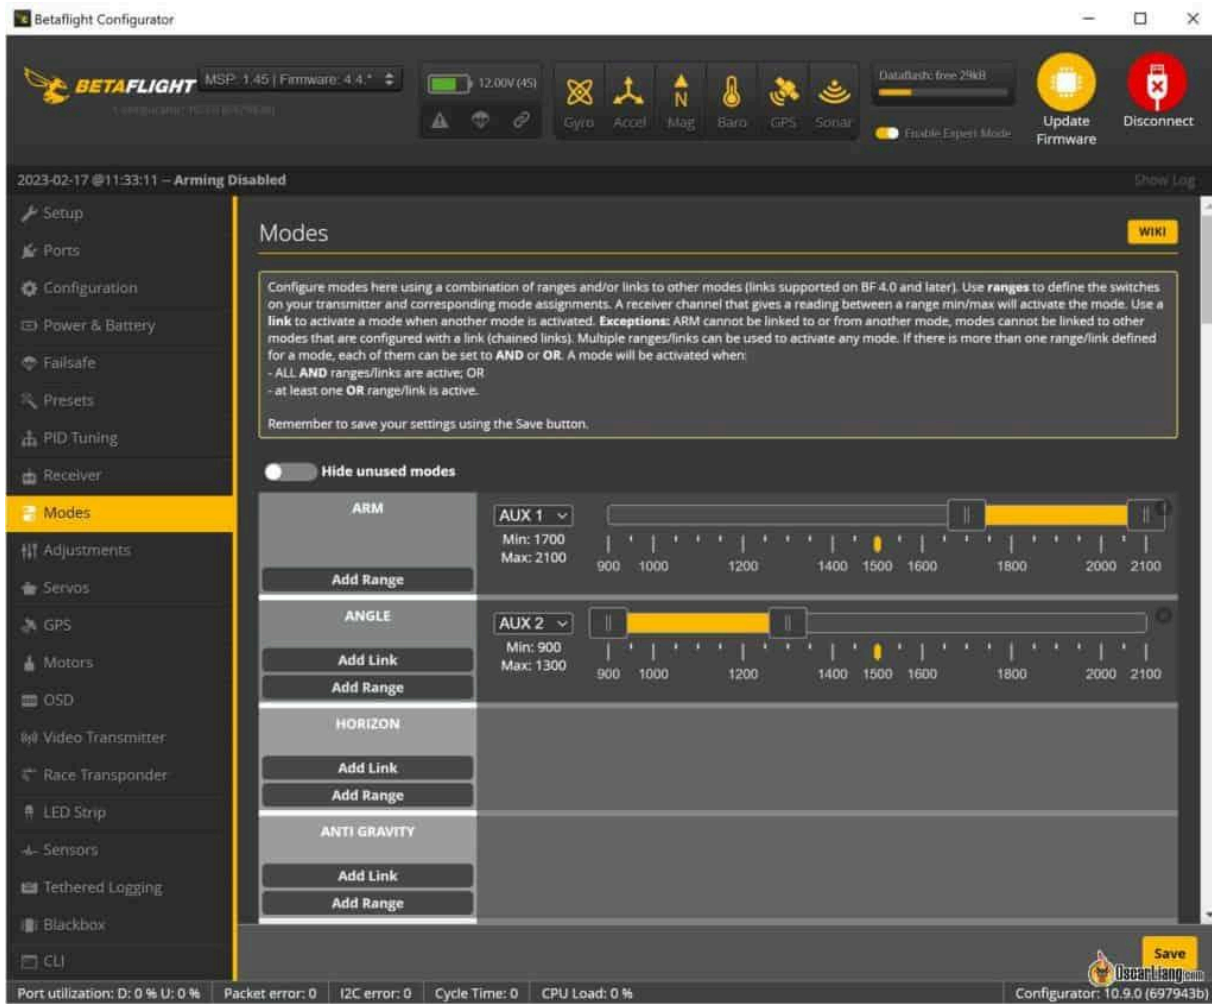 Betaflight Configurator
BETAFLIGHT
MSP: 1.45 | Firmware: 4.4.*
12.00V (4S)
Gyro Accel Mag Baro GPS Sonar
Dataflash: free 29kB
Enable Expert Mode
Update Firmware
Disconnect
2023-02-17 @11:33:11 -- Arming Disabled
Show Log
Setup
Ports
Configuration
Power & Battery
Failsafe
Presets
PID Tuning
Receiver
Modes
Adjustments
Servos
GPS
Motors
OSD
Video Transmitter
Race Transponder
LED Strip
Sensors
Tethered Logging
Blackbox
CLI
Modes
WIKI
Configure modes here using a combination of ranges and/or links to other modes (links supported on BF 4.0 and later). Use ranges to define the switches
on your transmitter and corresponding mode assignments. A receiver channel that gives a reading between a range min/max will activate the mode. Use a
link to activate a mode when another mode is activated. Exceptions: ARM cannot be linked to or from another mode, modes cannot be linked to other
modes that are configured with a link (chained links). Multiple ranges/links can be used to activate any mode. If there is more than one range/link defined
for a mode, each of them can be set to AND or OR. A mode will be activated when:
- ALL AND ranges/links are active; OR
- at least one OR range/link is active.
Remember to save your settings using the Save button.
Hide unused modes
ARM
Add Range
AUX 1
Min: 1700
Max: 2100
900 1000 1200 1400 1500 1600 1800 2000 2100
ANGLE
Add Link
Add Range
AUX 2
Min: 900
Max: 1300
900 1000 1200 1400 1500 1600 1800 2000 2100
HORIZON
Add Link
Add Range
ANTI GRAVITY
Add Link
Add Range
Save
OscarLiang.com
Port utilization: D: 0 % U: 0 % Packet error: 0 I2C error: 0 Cycle Time: 0 CPU Load: 0 % Configurator: 10.9.0 (697943b)